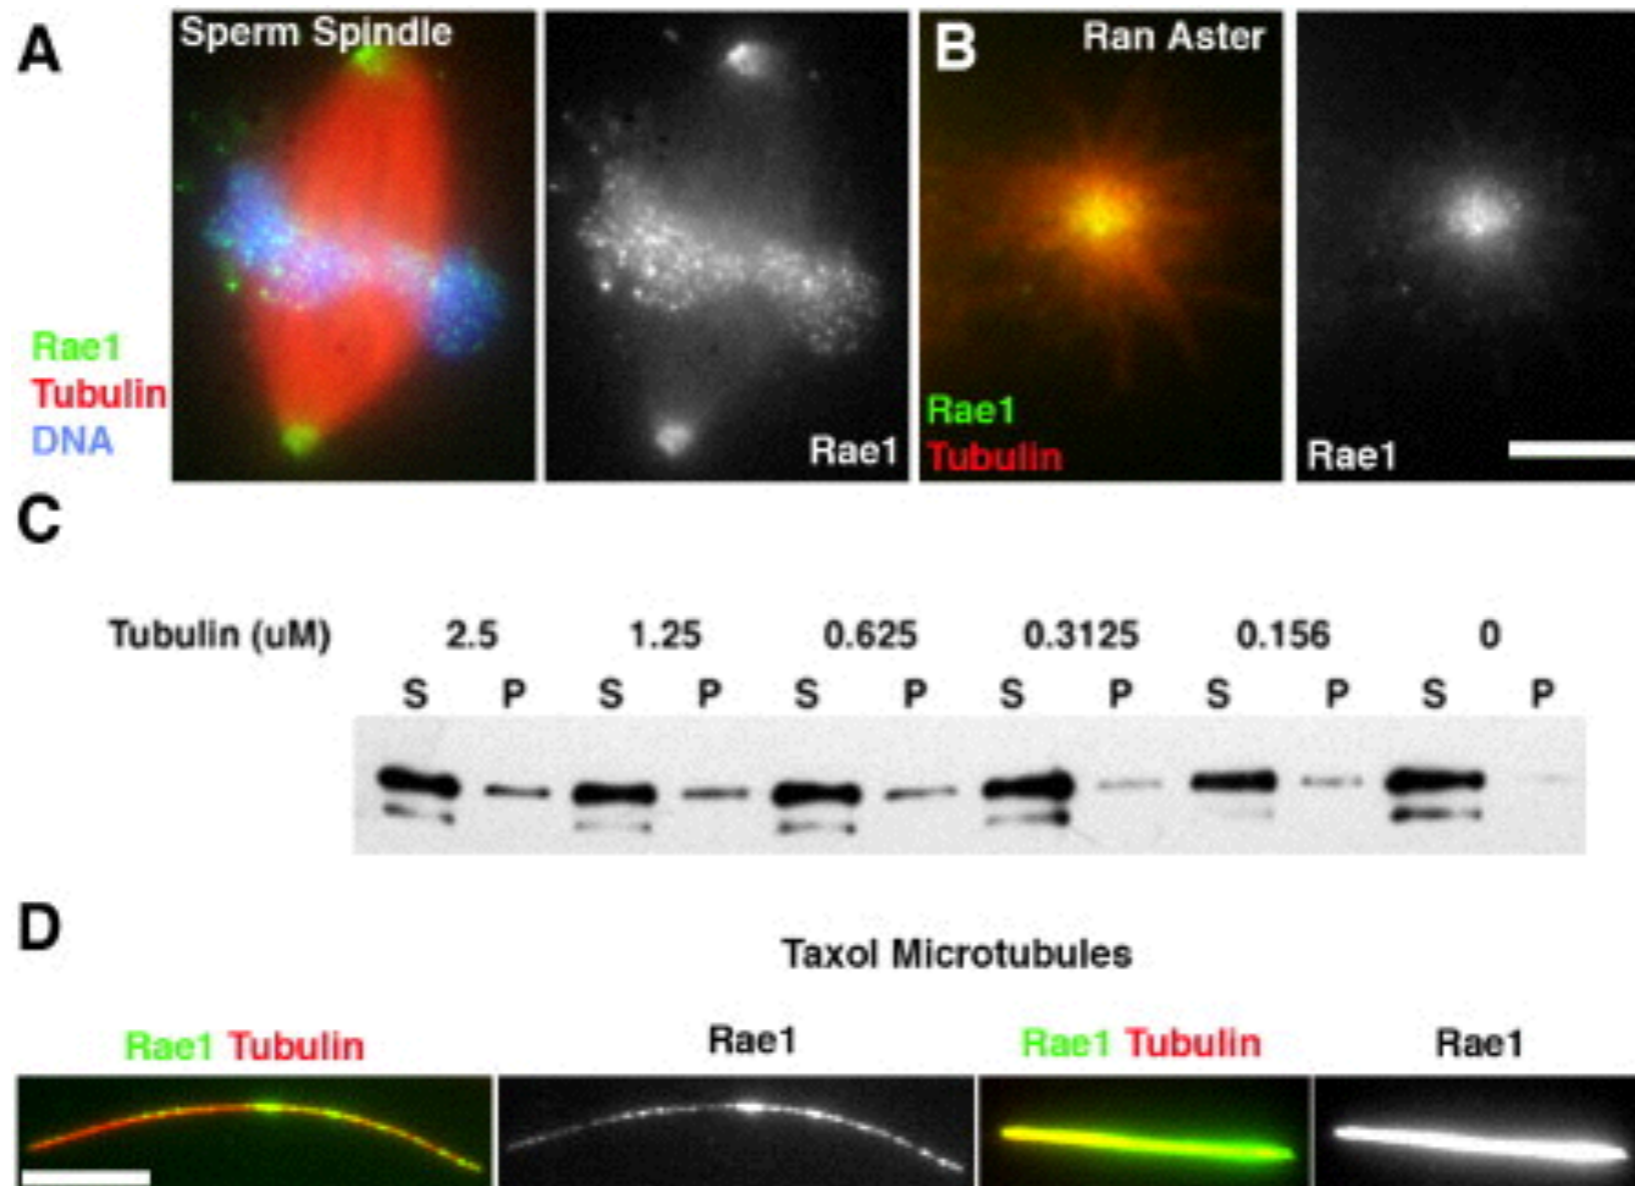 A
Sperm Spindle
Rae1
Tubulin
DNA
Rae1
B
Ran Aster
Rae1
Tubulin
Rae1
C
Tubulin (uM) 2.5 1.25 0.625 0.3125 0.156 0
S P S P S P S P S P S P
D
Taxol Microtubules
Rae1 Tubulin Rae1 Rae1 Tubulin Rae1